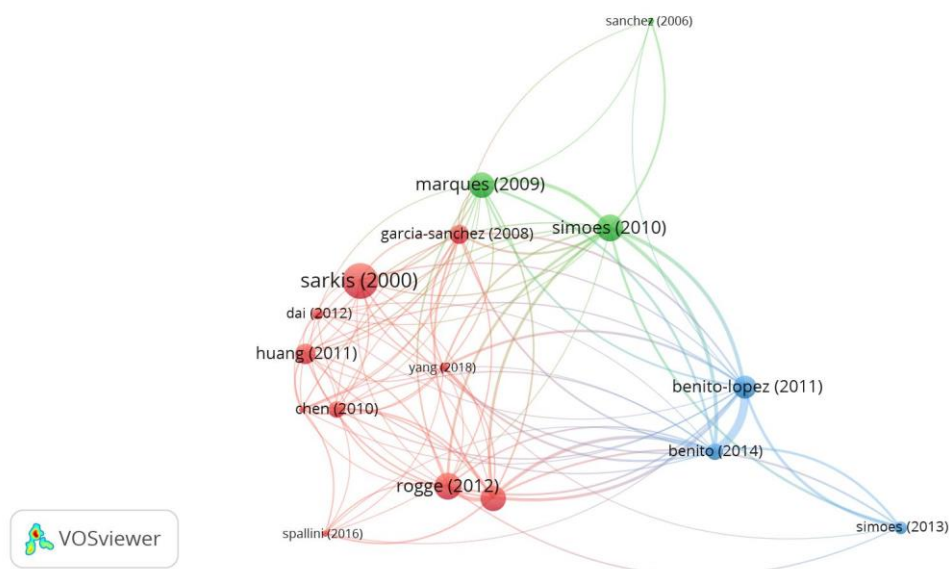 sanchez (2006)
marques (2009)
simoes (2010)
garcia-sanchez (2008)
sarkis (2000)
dai (2012)
huang (2011)
yang (2018)
benito-lopez (2011)
chen (2010)
benito (2014)
rogge (2012)
simoes (2013)
spallini (2016)
VOSviewer